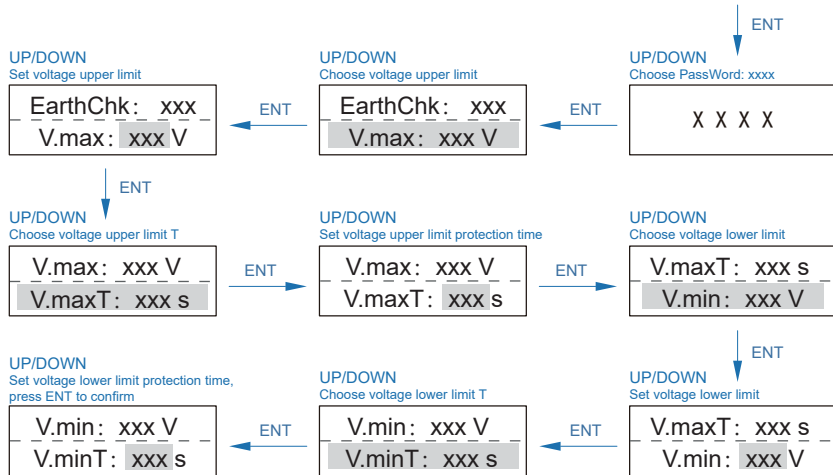 ENT
UP/DOWN
Set voltage upper limit
EarthChk: xxx
V.max: xxx V
ENT
UP/DOWN
Choose voltage upper limit
EarthChk: xxx
V.max: xxx V
ENT
UP/DOWN
Choose PassWord: xxxx
X X X X
ENT
UP/DOWN
Choose voltage upper limit T
V.max: xxx V
V.maxT: xxx s
ENT
UP/DOWN
Set voltage upper limit protection time
V.max: xxx V
V.maxT: xxx s
ENT
UP/DOWN
Choose voltage lower limit
V.maxT: xxx s
V.min: xxx V
ENT
UP/DOWN
Set voltage lower limit protection time,
press ENT to confirm
V.min: xxx V
V.minT: xxx s
ENT
UP/DOWN
Choose voltage lower limit T
V.min: xxx V
V.minT: xxx s
ENT
UP/DOWN
Set voltage lower limit
V.maxT: xxx s
V.min: xxx V